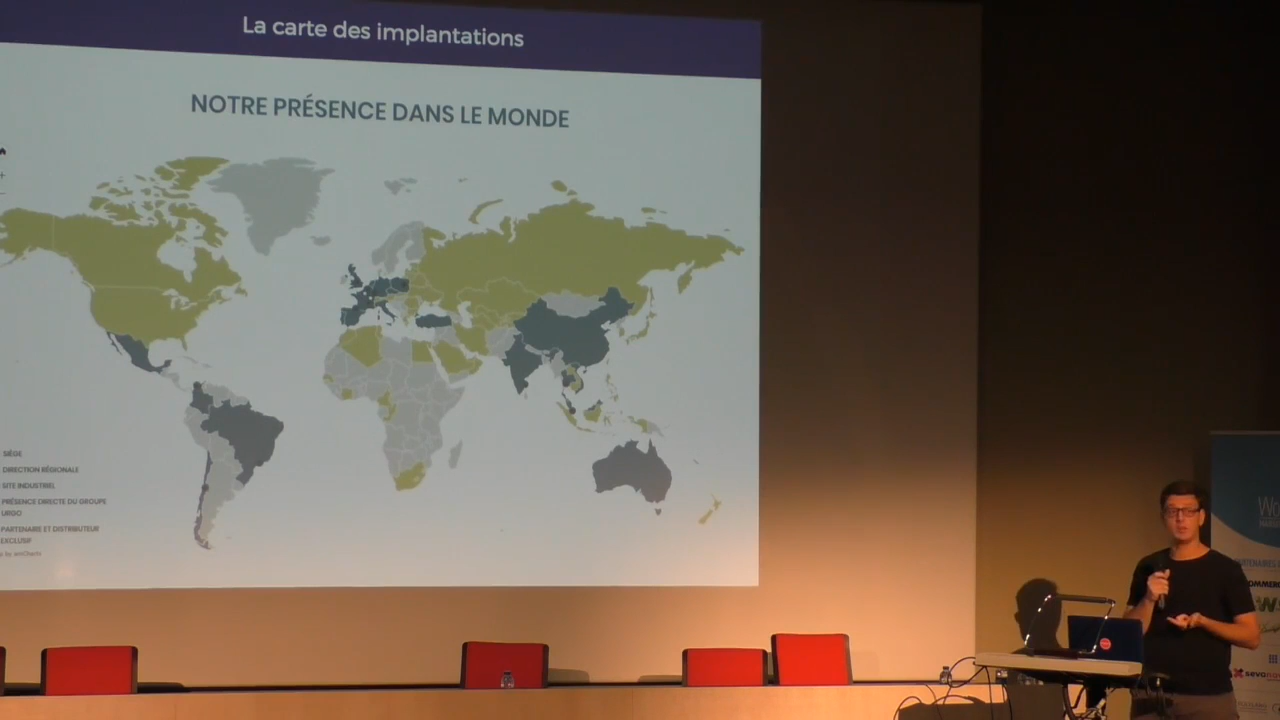 La carte des implantations
NOTRE PRÉSENCE DANS LE MONDE
SIÈGE
DIRECTION RÉGIONALE
SITE INDUSTRIEL
PRÉSENCE DIRECTE DU GROUPE
URGO
PARTENAIRE ET DISTRIBUTEUR
EXCLUSIF